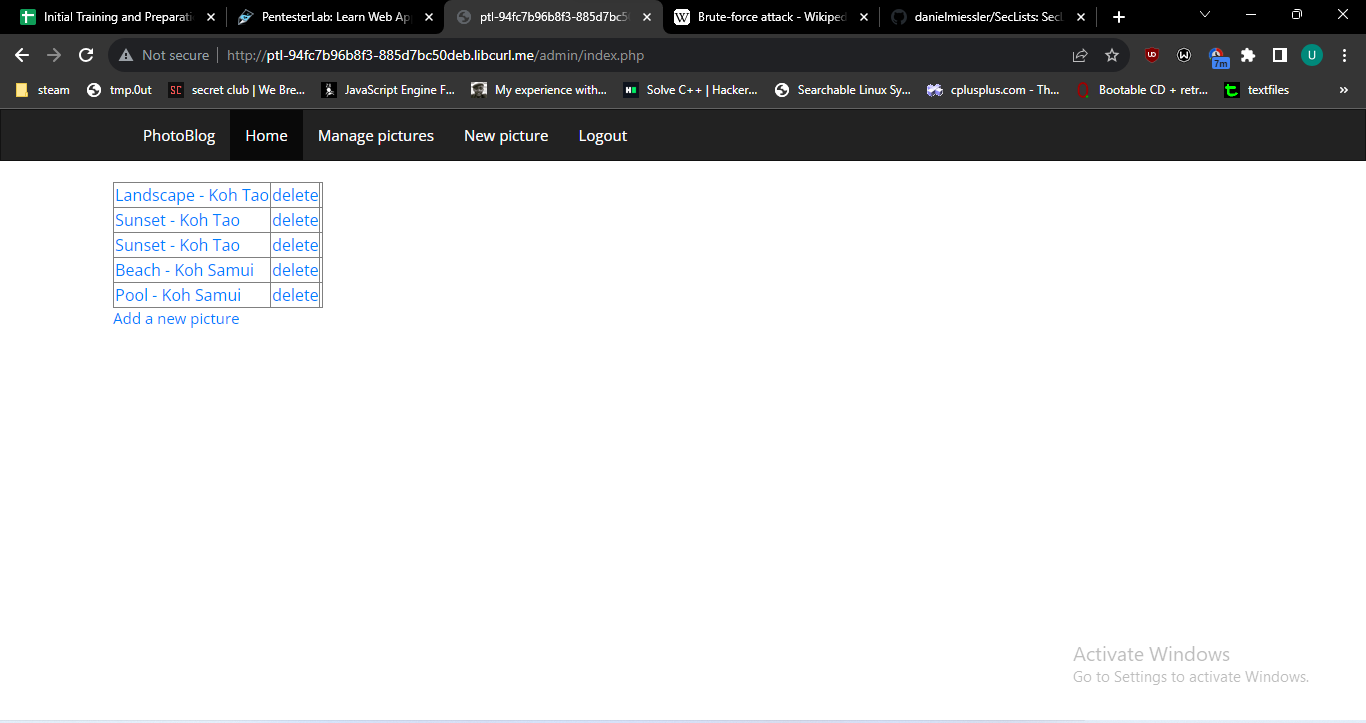 Initial Training and Preparati
PentesterLab: Learn Web Ap
ptl-94fc7b96b8f3-885d7bc5
Brute-force attack - Wikiped
danielmiessler/SecLists: SecL
Not secure
http://ptl-94fc7b96b8f3-885d7bc50deb.libcurl.me/admin/index.php
7m
U
steam
tmp.0ut
SC secret club | We Bre...
JavaScript Engine F...
My experience with...
Solve C++ | Hacker...
Searchable Linux Sy...
cplusplus.com - Th...
Bootable CD + retr...
textfiles
»
PhotoBlog
Home
Manage pictures
New picture
Logout
Landscape - Koh Tao delete
Sunset - Koh Tao delete
Sunset - Koh Tao delete
Beach - Koh Samui delete
Pool - Koh Samui delete
Add a new picture
Activate Windows
Go to Settings to activate Windows.